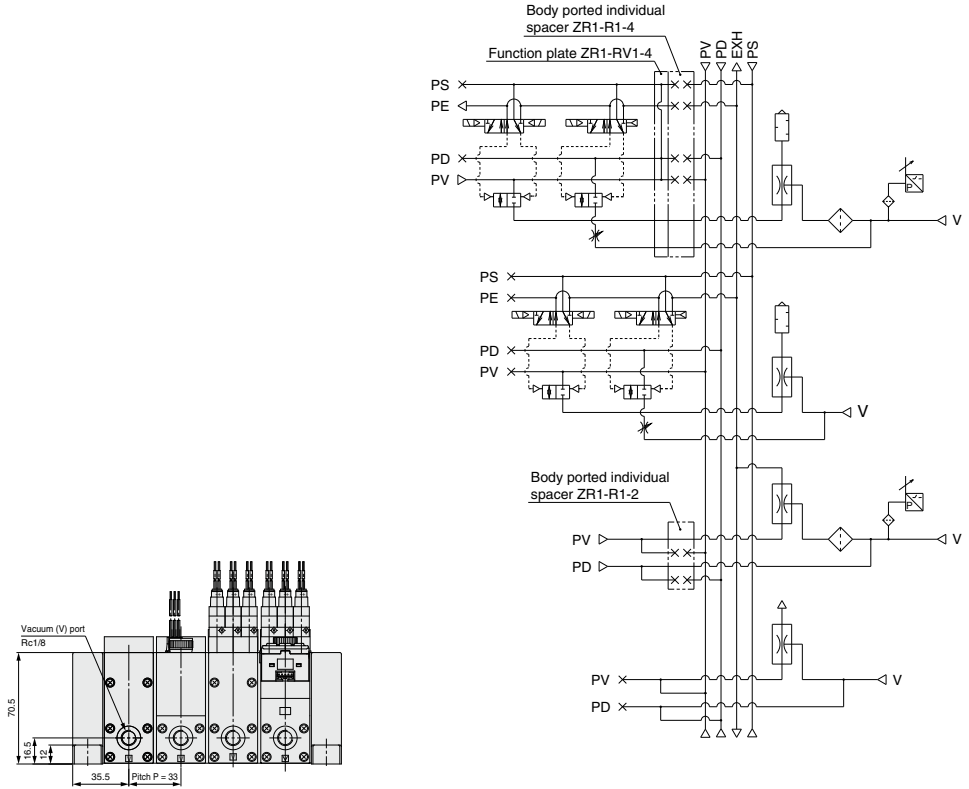 Body ported individual
spacer ZR1-R1-4
Function plate ZR1-RV1-4
PV
PD
EXH
PS
PS
PE
PD
PV
P
V
PS
PE
PD
PV
V
Body ported individual
spacer ZR1-R1-2
PV
PD
P
V
PV
PD
V
Vacuum (V) port
Rc1/8
70.5
16.5
12
35.5
Pitch P = 33